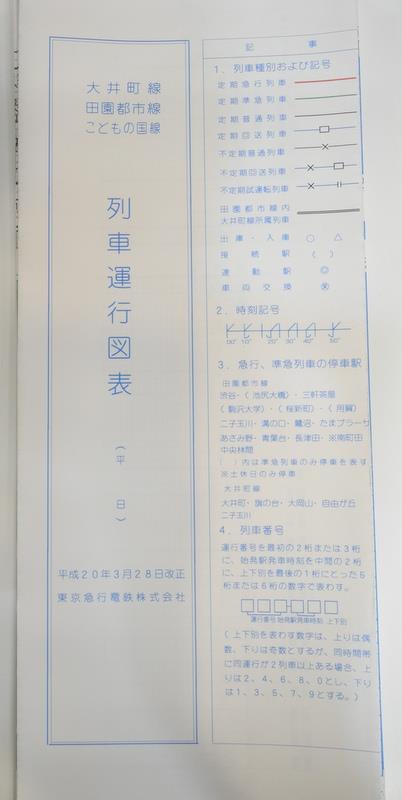 大井町線
田園都市線
こどもの国線
列車運行図表
(平日)
平成20年3月28日改正
東京急行電鉄株式会社
記事
1. 列車種別および記号
定期急行列車
定期準急列車
定期普通列車
定期回送列車
不定期普通列車
不定期回送列車
不定期試運転列車
田園都市線内
大井町線所属列車
出庫・入庫 ○ △
接続駅 ( )
運動駅 ◎
車両交換
2. 時刻記号
00" 10" 20" 30" 40" 50"
3. 急行、準急列車の停車駅
田園都市線
渋谷・(池尻大橋)・三軒茶屋
(駒沢大学)・(桜新町)・(用賀)
二子玉川・溝の口・鷺沼・たまプラーザ
あざみ野・青葉台・長津田・※南町田
中央林間
( )内は準急列車のみ停車を表す
※土休日のみ停車
大井町線
大井町・旗の台・大岡山・自由が丘
二子玉川
4. 列車番号
運行番号を最初の2桁または3桁
に、始発駅発車時刻を中間の2桁
に、上下別を最後の1桁にとった5
桁または6桁の数字で表わす。
運行番号 始発駅発車時刻 上下別
(上下別を表わす数字は、上りは偶
数、下りは奇数とするが、同時間帯
に同運行が2列車以上ある場合、上
りは2、4、6、8、0とし、下り
は1、3、5、7、9とする。)